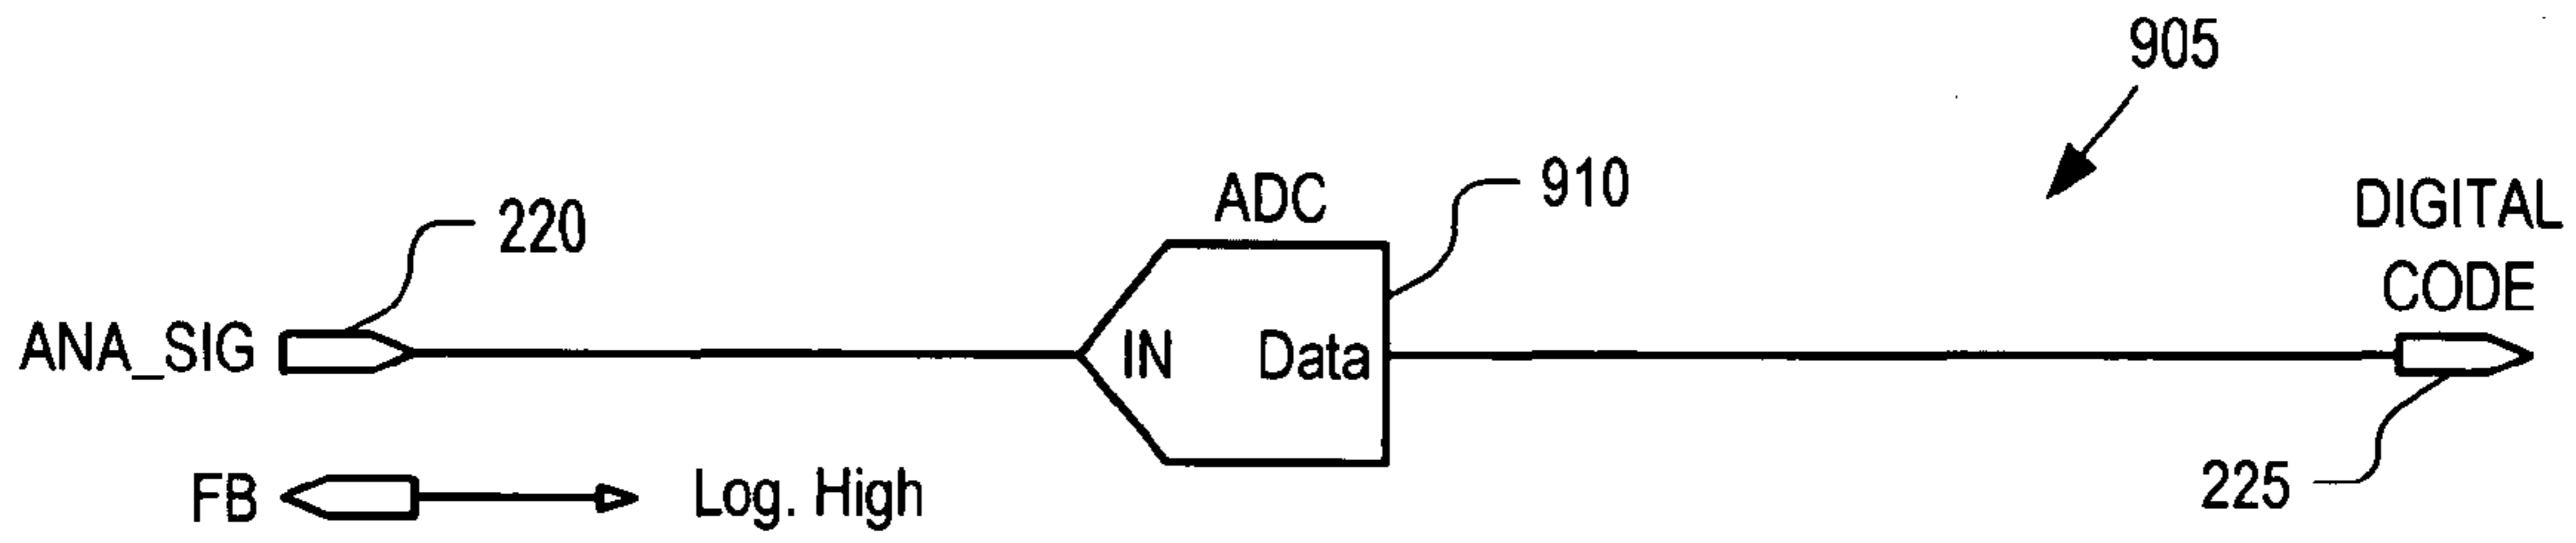 905
ADC
910
220
DIGITAL
CODE
ANA_SIG
IN
Data
FB
Log. High
225